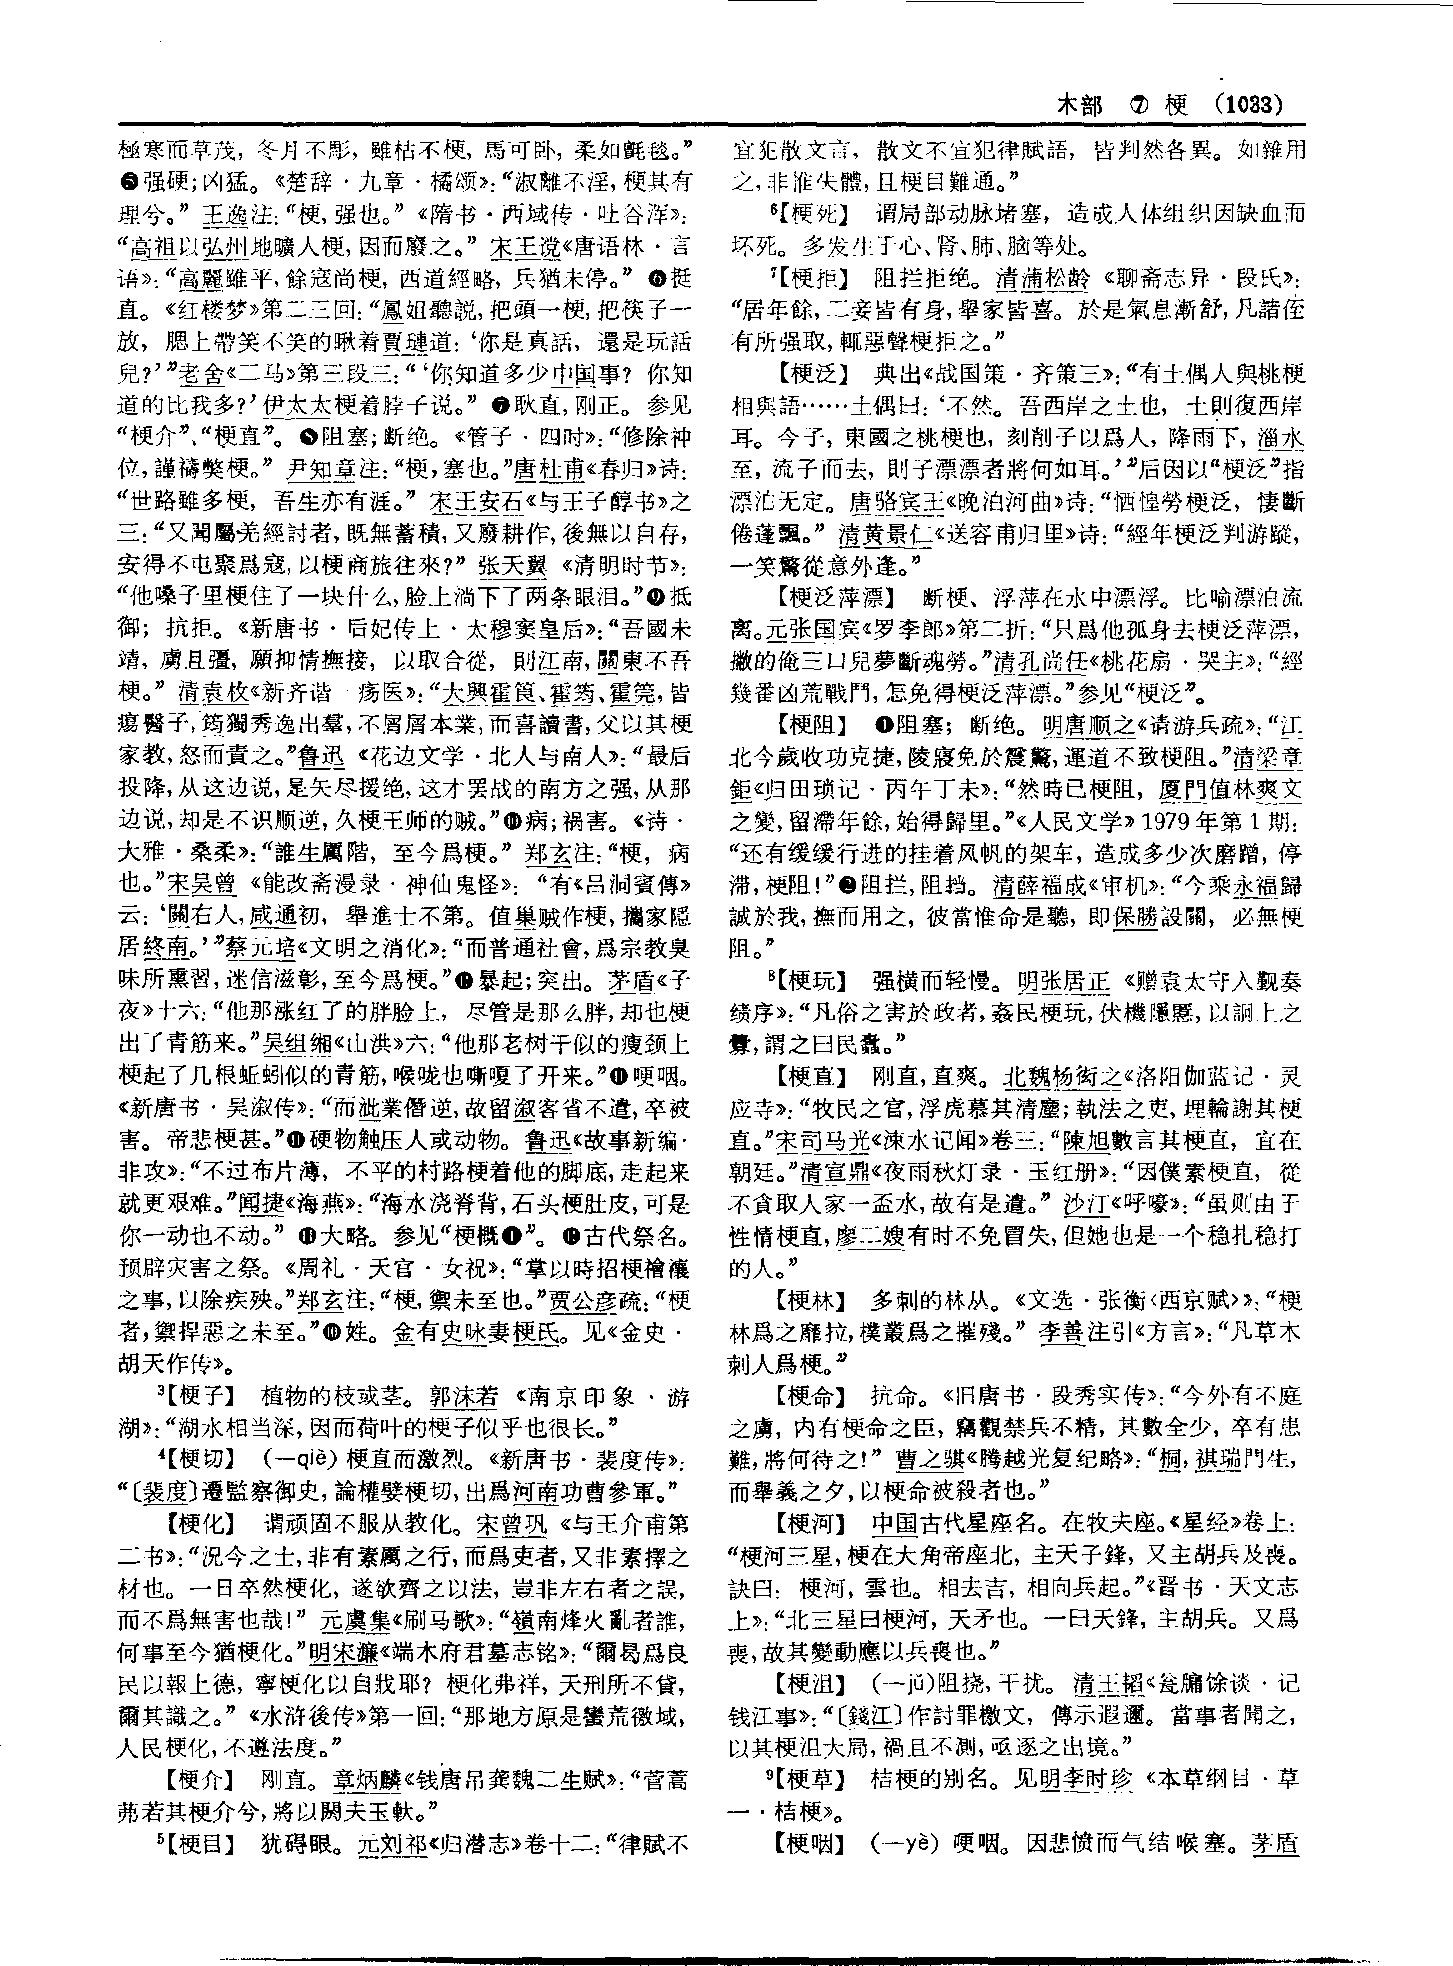 木部 ⑦ 梗 (1033)
極寒而草茂，冬月不彫，雖枯不梗，馬可卧，柔如氈毯。”
❺强硬；凶猛。《楚辞·九章·橘颂》：“淑離不淫，梗其有
理兮。”王逸注：“梗，强也。”《隋书·西域传·吐谷浑》：
“高祖以弘州地曠人梗，因而廢之。”宋王谠《唐语林·言
语》：“高麗雖平，餘寇尚梗，西道經略，兵猶未停。”❻挺
直。《红楼梦》第二三回：“鳳姐聽説，把頭一梗，把筷子一
放，腮上帶笑不笑的瞅着賈璉道：‘你是真話，還是玩話
兒？’”老舍《二马》第三段三：“‘你知道多少中国事？你知
道的比我多？’伊太太梗着脖子说。”❼耿直，刚正。参见
“梗介”、“梗直”。❽阻塞；断绝。《管子·四时》：“修除神
位，謹禱獘梗。”尹知章注：“梗，塞也。”唐杜甫《春归》诗：
“世路雖多梗，吾生亦有涯。”宋王安石《与王子醇书》之
三：“又聞屬羌經討者，既無蓄積，又廢耕作，後無以自存，
安得不屯聚爲寇，以梗商旅往來？”张天翼《清明时节》：
“他嗓子里梗住了一块什么，脸上淌下了两条眼泪。”❾抵
御；抗拒。《新唐书·后妃传上·太穆窦皇后》：“吾國未
靖，虜且彊，願抑情撫接，以取合從，則江南，關東不吾
梗。”清袁枚《新齐谐 疡医》：“大興霍筤、霍筠、霍筦，皆
瘍醫子，筠獨秀逸出羣，不屑屑本業，而喜讀書，父以其梗
家教，怒而責之。”鲁迅《花边文学·北人与南人》：“最后
投降，从这边说，是矢尽援绝，这才罢战的南方之强，从那
边说，却是不识顺逆，久梗王师的贼。”❿病；祸害。《诗·
大雅·桑柔》：“誰生厲階，至今爲梗。”郑玄注：“梗，病
也。”宋吴曾《能改斋漫录·神仙鬼怪》：“有《吕洞賓傳》
云：‘關右人，咸通初，舉進士不第。值巢贼作梗，攜家隱
居終南。’”蔡元培《文明之消化》：“而普通社會，爲宗教臭
味所熏習，迷信滋彰，至今爲梗。”⓫暴起；突出。茅盾《子
夜》十六：“他那涨红了的胖脸上，尽管是那么胖，却也梗
出了青筋来。”吴组缃《山洪》六：“他那老树干似的瘦颈上
梗起了几根蚯蚓似的青筋，喉咙也嘶嗄了开来。”⓬哽咽。
《新唐书·吴溆传》：“而泚業僭逆，故留溆客省不遣，卒被
害。帝悲梗甚。”⓭硬物触压人或动物。鲁迅《故事新编·
非攻》：“不过布片薄，不平的村路梗着他的脚底，走起来
就更艰难。”闻捷《海燕》：“海水浇脊背，石头梗肚皮，可是
你一动也不动。”⓮大略。参见“梗概❶”。⓯古代祭名。
预辟灾害之祭。《周礼·天官·女祝》：“掌以時招梗禬禳
之事，以除疾殃。”郑玄注：“梗，禦未至也。”贾公彦疏：“梗
者，禦捍惡之未至。”⓰姓。金有史咏妻梗氏。见《金史·
胡天作传》。
³【梗子】 植物的枝或茎。郭沫若《南京印象·游
湖》：“湖水相当深，因而荷叶的梗子似乎也很长。”
⁴【梗切】 （—qiè）梗直而激烈。《新唐书·裴度传》：
“〔裴度〕遷監察御史，論權嬖梗切，出爲河南功曹參軍。”
【梗化】 谓顽固不服从教化。宋曾巩《与王介甫第
二书》：“況今之士，非有素厲之行，而爲吏者，又非素擇之
材也。一日卒然梗化，遂欲齊之以法，豈非左右者之誤，
而不爲無害也哉！”元虞集《刷马歌》：“嶺南烽火亂者誰，
何事至今猶梗化。”明宋濂《端木府君墓志铭》：“爾曷爲良
民以報上德，寧梗化以自戕耶？梗化弗祥，天刑所不貸，
爾其識之。”《水浒後传》第一回：“那地方原是蠻荒徼域，
人民梗化，不遵法度。”
【梗介】 刚直。章炳麟《钱唐吊龚魏二生赋》：“菅蒿
茀若其梗介兮，將以闕夫玉軑。”
⁵【梗目】 犹碍眼。元刘祁《归潜志》卷十二：“律賦不
宜犯散文言，散文不宜犯律賦語，皆判然各異。如雜用
之，非惟失體，且梗目難通。”
⁶【梗死】 谓局部动脉堵塞，造成人体组织因缺血而
坏死。多发生于心、肾、肺、脑等处。
⁷【梗拒】 阻拦拒绝。清蒲松龄《聊斋志异·段氏》：
“居年餘，二妾皆有身，舉家皆喜。於是氣息漸舒，凡諸侄
有所强取，輒惡聲梗拒之。”
【梗泛】 典出《战国策·齐策三》：“有土偶人與桃梗
相與語……土偶曰：‘不然。吾西岸之土也，土則復西岸
耳。今子，東國之桃梗也，刻削子以爲人，降雨下，淄水
至，流子而去，則子漂漂者將何如耳。’”后因以“梗泛”指
漂泊无定。唐骆宾王《晚泊河曲》诗：“恓惶勞梗泛，悽斷
倦蓬飄。”清黄景仁《送容甫归里》诗：“經年梗泛判游蹤，
一笑驚從意外逢。”
【梗泛萍漂】 断梗、浮萍在水中漂浮。比喻漂泊流
离。元张国宾《罗李郎》第二折：“只爲他孤身去梗泛萍漂，
撇的俺三口兒夢斷魂勞。”清孔尚任《桃花扇·哭主》：“經
幾番凶荒戰鬥，怎免得梗泛萍漂。”参见“梗泛”。
【梗阻】 ❶阻塞；断绝。明唐顺之《请游兵疏》：“江
北今歲收功克捷，陵寢免於震驚，運道不致梗阻。”清梁章
鉅《归田琐记·丙午丁未》：“然時已梗阻，厦門值林爽文
之變，留滯年餘，始得歸里。”《人民文学》1979年第1期：
“还有缓缓行进的挂着风帆的架车，造成多少次磨蹭，停
滞，梗阻！”❷阻拦，阻挡。清薛福成《审机》：“今乘永福歸
誠於我，撫而用之，彼當惟命是聽，即保勝設關，必無梗
阻。”
⁸【梗玩】 强横而轻慢。明张居正《赠袁太守入觐奏
绩序》：“凡俗之害於政者，姦民梗玩，伏機隱慝，以詗上之
釁，謂之曰民蠹。”
【梗直】 刚直，直爽。北魏杨衒之《洛阳伽蓝记·灵
应寺》：“牧民之官，浮虎慕其清塵；執法之吏，埋輪謝其梗
直。”宋司马光《涑水记闻》卷三：“陳旭數言其梗直，宜在
朝廷。”清宣鼎《夜雨秋灯录·玉红册》：“因僕素梗直，從
不貪取人家一盃水，故有是遣。”沙汀《呼嚎》：“虽则由于
性情梗直，廖二嫂有时不免冒失，但她也是一个稳扎稳打
的人。”
【梗林】 多刺的林丛。《文选·张衡〈西京赋〉》：“梗
林爲之靡拉，樸叢爲之摧殘。”李善注引《方言》：“凡草木
刺人爲梗。”
【梗命】 抗命。《旧唐书·段秀实传》：“今外有不庭
之虜，内有梗命之臣，竊觀禁兵不精，其數全少，卒有患
難，將何待之！”曹之骐《腾越光复纪略》：“桐，祺瑞門生，
而舉義之夕，以梗命被殺者也。”
【梗河】 中国古代星座名。在牧夫座。《星经》卷上：
“梗河三星，梗在大角帝座北，主天子鋒，又主胡兵及喪。
訣曰：梗河，雲也。相去吉，相向兵起。”《晋书·天文志
上》：“北三星曰梗河，天矛也。一曰天鋒，主胡兵。又爲
喪，故其變動應以兵喪也。”
【梗沮】 （—jǔ）阻挠，干扰。清王韬《瓮牖馀谈·记
钱江事》：“〔錢江〕作討罪檄文，傳示遐邇。當事者聞之，
以其梗沮大局，禍且不測，亟逐之出境。”
⁹【梗草】 桔梗的别名。见明李时珍《本草纲目·草
一·桔梗》。
【梗咽】 （—yè）哽咽。因悲愤而气结喉塞。茅盾